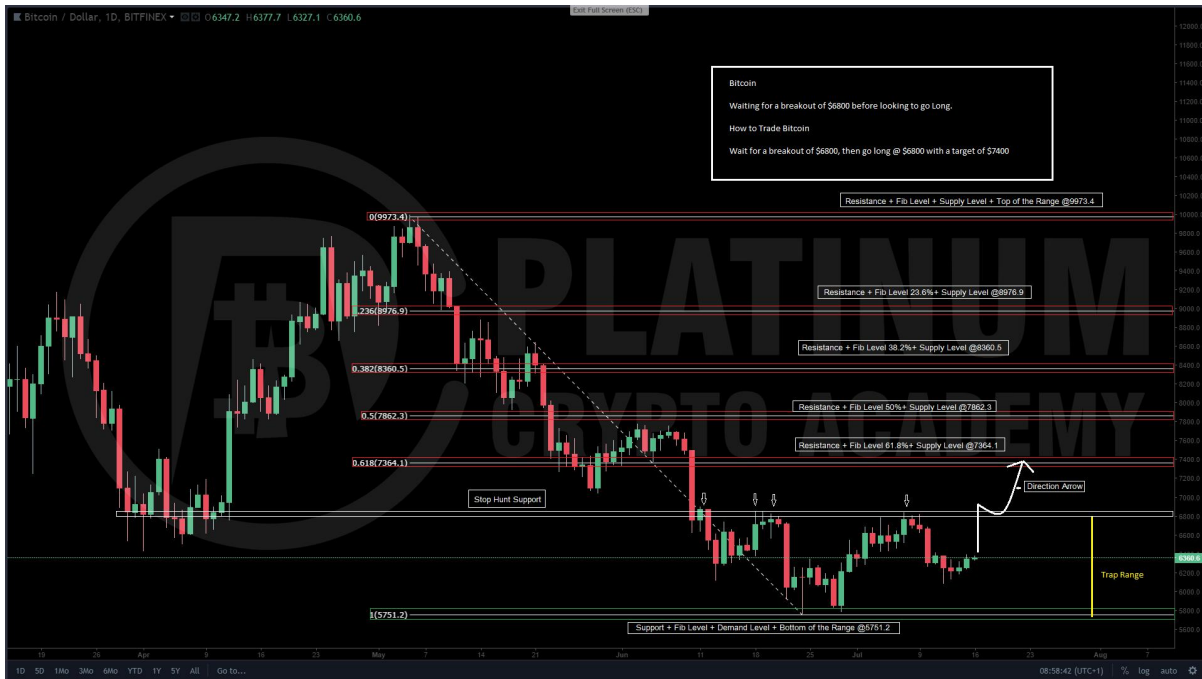 Exit Full Screen (ESC)
Bitcoin / Dollar, 1D, BITFINEX O6347.2 H6377.7 L6327.1 C6360.6
Bitcoin
Waiting for a breakout of $6800 before looking to go Long.
How to Trade Bitcoin
Wait for a breakout of $6800, then go long @ $6800 with a target of $7400
Resistance + Fib Level + Supply Level + Top of the Range @9973.4
0(9973.4)
PLATINUM
CRYPTO ACADEMY
Resistance + Fib Level 23.6%+ Supply Level @8976.9
.236(8976.9)
Resistance + Fib Level 38.2%+ Supply Level @8360.5
0.382(8360.5)
Resistance + Fib Level 50%+ Supply Level @7862.3
0.5(7862.3)
Resistance + Fib Level 61.8%+ Supply Level @7364.1
0.618(7364.1)
Direction Arrow
Stop Hunt Support
Trap Range
1(5751.2)
Support + Fib Level + Demand Level + Bottom of the Range @5751.2
12000.0
11600.0
11200.0
10800.0
10400.0
10000.0
9800.0
9600.0
9400.0
9200.0
9000.0
8800.0
8600.0
8400.0
8200.0
8000.0
7800.0
7600.0
7400.0
7200.0
7000.0
6800.0
6600.0
6360.6
6200.0
6000.0
5800.0
5600.0
19 26 Apr 9 16 23 May 7 14 21 Jun 11 18 25 Jul 9 16 23 Aug 7
1D 5D 1Mo 3Mo 6Mo YTD 1Y 5Y All Go to...
08:58:42 (UTC+1) % log auto